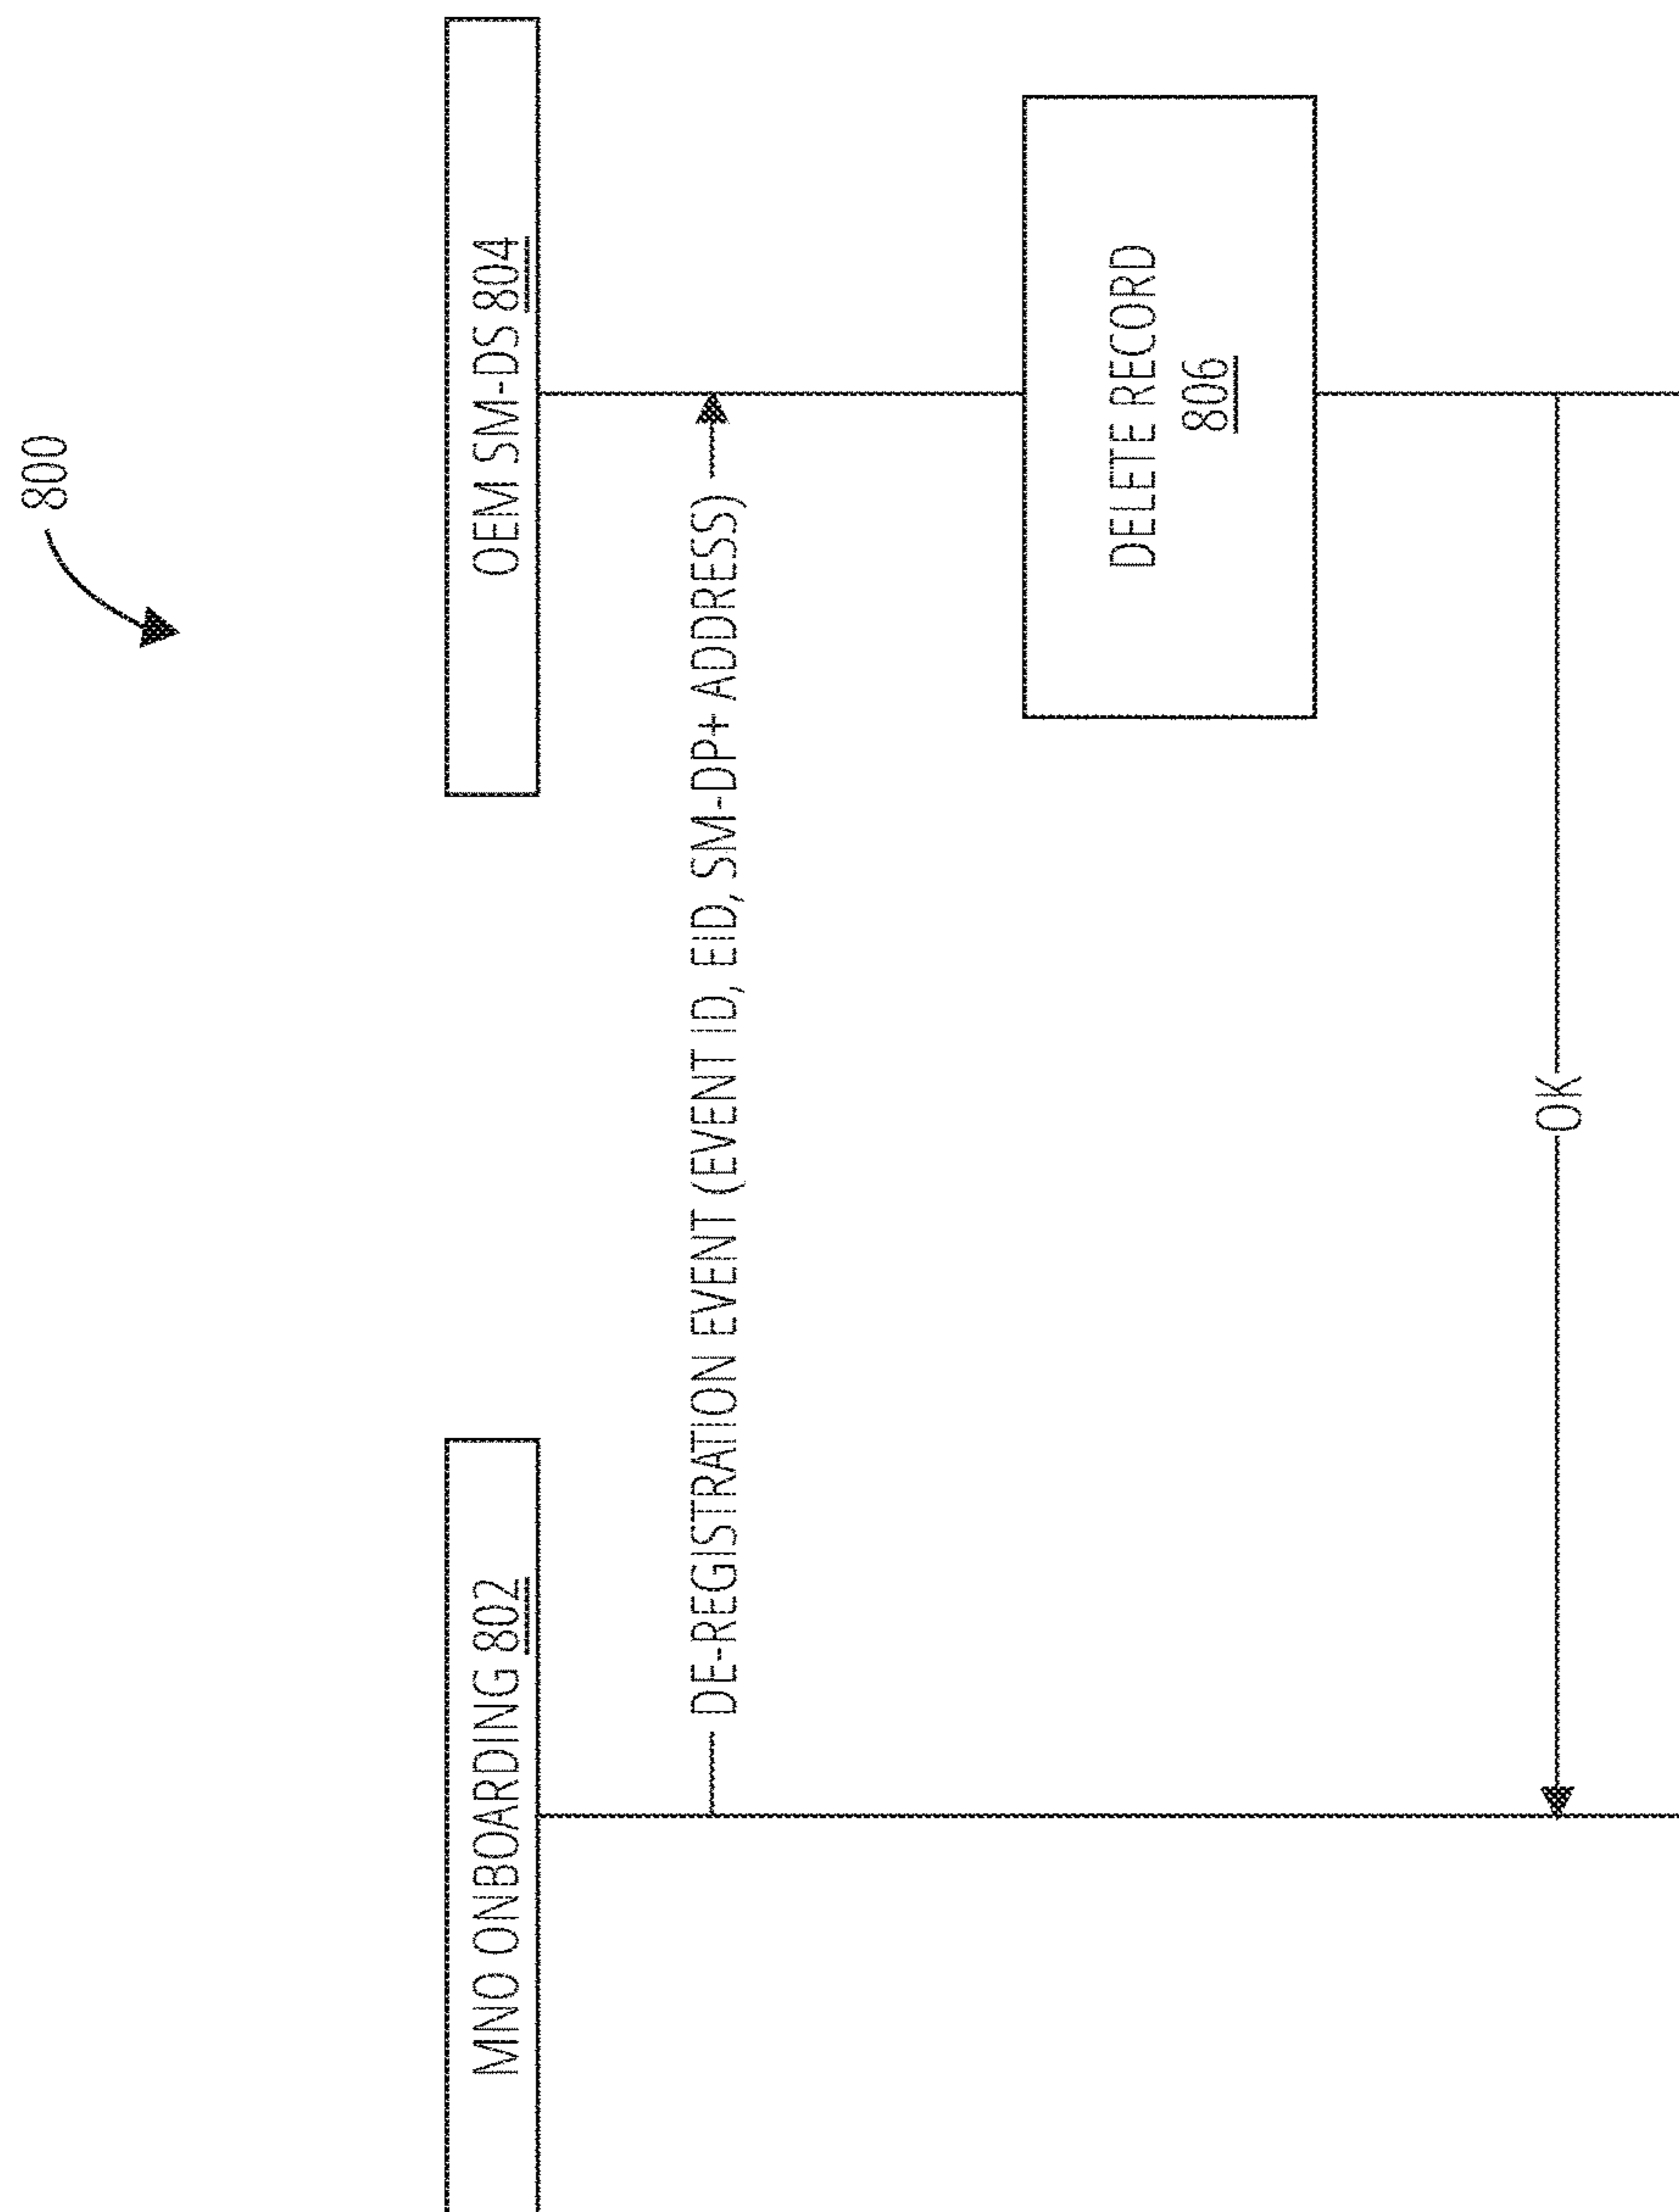 800
MNO ONBOARDING 802
OEM SM-DS 804
DE-REGISTRATION EVENT (EVENT ID, EID, SM-DP+ ADDRESS)
DELETE RECORD
806
OK